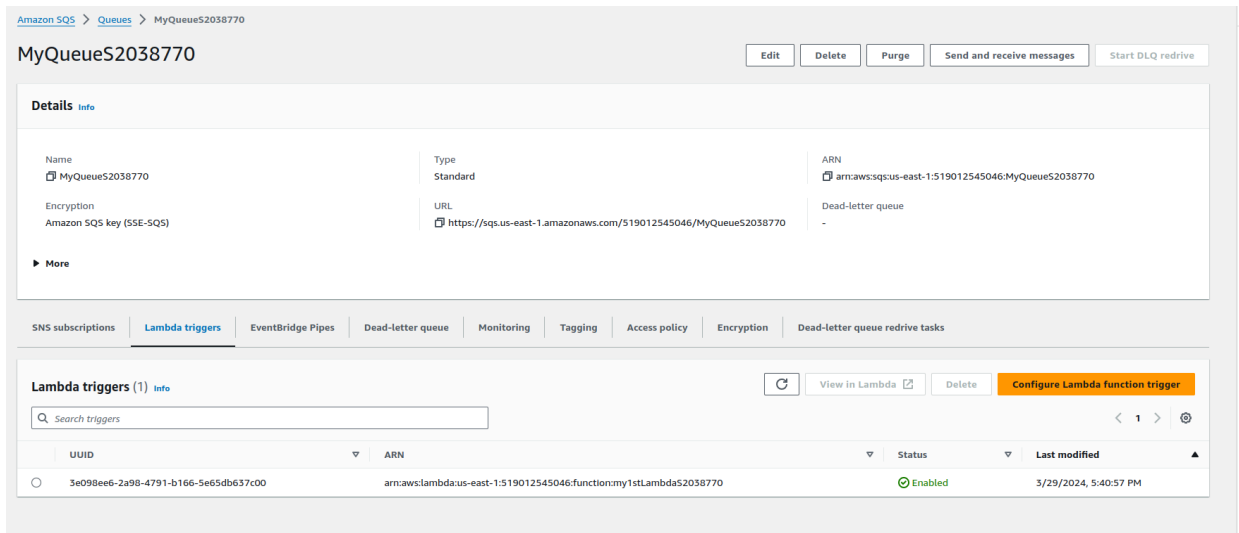 Amazon SQS > Queues > MyQueueS2038770
MyQueueS2038770
Edit Delete Purge Send and receive messages Start DLQ redrive
Details Info
Name Type ARN
MyQueueS2038770 Standard arn:aws:sqs:us-east-1:519012545046:MyQueueS2038770
Encryption URL Dead-letter queue
Amazon SQS key (SSE-SQS) https://sqs.us-east-1.amazonaws.com/519012545046/MyQueueS2038770 -
More
SNS subscriptions Lambda triggers EventBridge Pipes Dead-letter queue Monitoring Tagging Access policy Encryption Dead-letter queue redrive tasks
Lambda triggers (1) Info View in Lambda Delete Configure Lambda function trigger
Search triggers < 1 >
UUID ARN Status Last modified
3e098ee6-2a98-4791-b166-5e65db637c00 arn:aws:lambda:us-east-1:519012545046:function:my1stLambdaS2038770 Enabled 3/29/2024, 5:40:57 PM